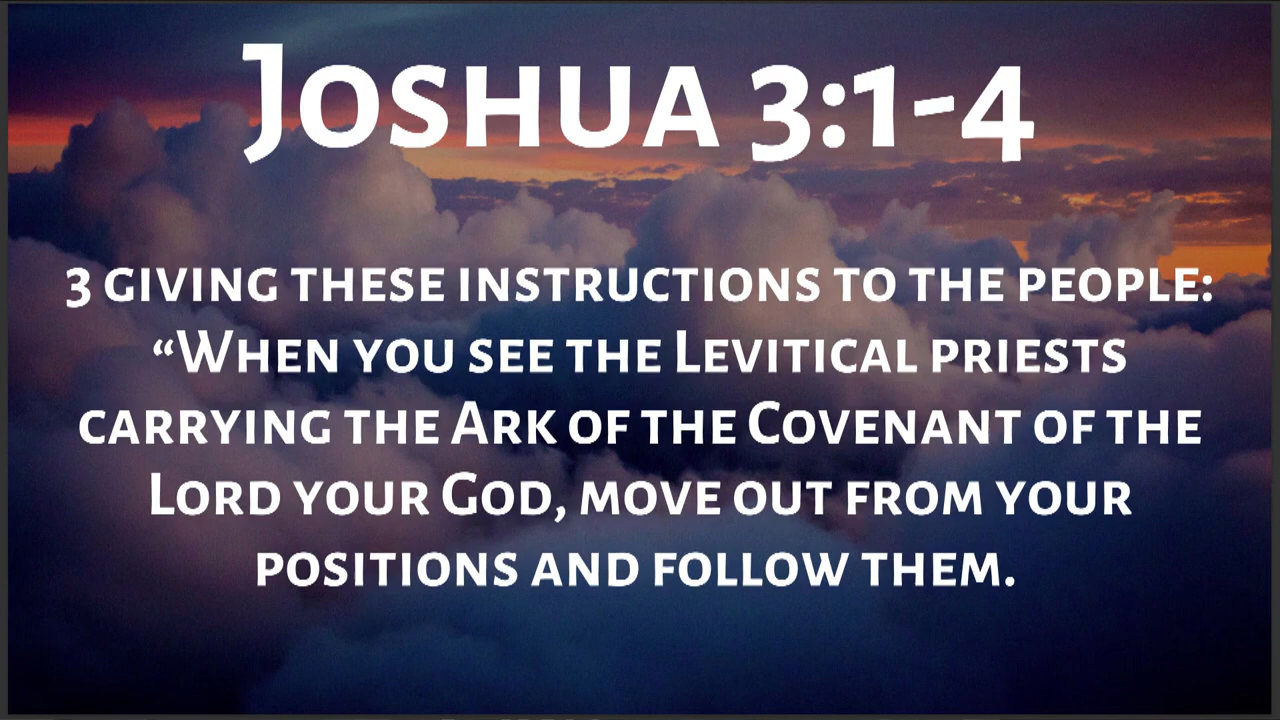 Joshua 3:1-4
3 giving these instructions to the people:
“When you see the Levitical priests
carrying the Ark of the Covenant of the
Lord your God, move out from your
positions and follow them.